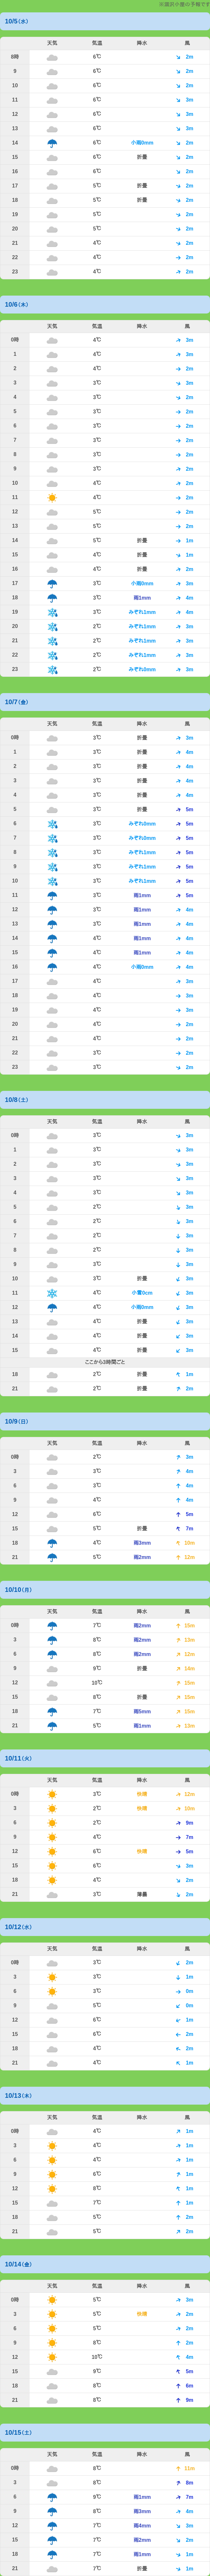 ※選択小屋の予報です
10/5(水)
天気 気温 降水 風
8時 6℃ 2m
9 6℃ 2m
10 6℃ 2m
11 6℃ 3m
12 6℃ 3m
13 6℃ 3m
14 6℃ 小雨0mm 2m
15 6℃ 折曇 2m
16 6℃ 2m
17 5℃ 折曇 2m
18 5℃ 折曇 2m
19 5℃ 2m
20 5℃ 2m
21 4℃ 2m
22 4℃ 2m
23 4℃ 2m
10/6(木)
天気 気温 降水 風
0時 4℃ 3m
1 4℃ 3m
2 4℃ 2m
3 3℃ 3m
4 3℃ 2m
5 3℃ 2m
6 3℃ 2m
7 3℃ 2m
8 3℃ 2m
9 3℃ 2m
10 4℃ 2m
11 4℃ 2m
12 5℃ 2m
13 5℃ 2m
14 5℃ 折曇 1m
15 4℃ 折曇 1m
16 4℃ 折曇 2m
17 3℃ 小雨0mm 3m
18 3℃ 雨1mm 4m
19 3℃ みぞれ1mm 4m
20 2℃ みぞれ1mm 3m
21 2℃ みぞれ1mm 3m
22 2℃ みぞれ1mm 3m
23 2℃ みぞれ0mm 3m
10/7(金)
天気 気温 降水 風
0時 3℃ 折曇 3m
1 3℃ 折曇 4m
2 3℃ 折曇 4m
3 3℃ 折曇 4m
4 3℃ 折曇 4m
5 3℃ 折曇 5m
6 3℃ みぞれ0mm 5m
7 3℃ みぞれ0mm 5m
8 3℃ みぞれ1mm 5m
9 3℃ みぞれ1mm 5m
10 3℃ みぞれ1mm 5m
11 3℃ 雨1mm 5m
12 3℃ 雨1mm 4m
13 3℃ 雨1mm 4m
14 4℃ 雨1mm 4m
15 4℃ 雨1mm 4m
16 4℃ 小雨0mm 4m
17 4℃ 3m
18 4℃ 3m
19 4℃ 3m
20 4℃ 2m
21 4℃ 2m
22 3℃ 2m
23 3℃ 2m
10/8(土)
天気 気温 降水 風
0時 3℃ 3m
1 3℃ 3m
2 3℃ 3m
3 3℃ 3m
4 3℃ 3m
5 2℃ 2m
6 2℃ 2m
7 2℃ 3m
8 2℃ 3m
9 3℃ 3m
10 3℃ 折曇 3m
11 4℃ 小雪0cm 3m
12 4℃ 小雨0mm 3m
13 4℃ 折曇 3m
14 4℃ 折曇 3m
15 3℃ 折曇 3m
ここから3時間ごと
18 2℃ 折曇 1m
21 2℃ 折曇 2m
10/9(日)
天気 気温 降水 風
0時 2℃ 3m
3 3℃ 4m
6 3℃ 4m
9 4℃ 4m
12 6℃ 5m
15 5℃ 折曇 7m
18 4℃ 雨3mm 10m
21 5℃ 雨2mm 12m
10/10(月)
天気 気温 降水 風
0時 7℃ 雨2mm 15m
3 8℃ 雨2mm 13m
6 8℃ 雨2mm 12m
9 9℃ 折曇 14m
12 10℃ 15m
15 8℃ 折曇 15m
18 7℃ 雨5mm 15m
21 5℃ 雨1mm 13m
10/11(火)
天気 気温 降水 風
0時 3℃ 快晴 12m
3 2℃ 快晴 10m
6 2℃ 9m
9 4℃ 7m
12 6℃ 快晴 5m
15 6℃ 3m
18 4℃ 2m
21 3℃ 薄曇 2m
10/12(水)
天気 気温 降水 風
0時 3℃ 2m
3 3℃ 1m
6 3℃ 0m
9 5℃ 0m
12 6℃ 1m
15 6℃ 2m
18 4℃ 2m
21 4℃ 1m
10/13(木)
天気 気温 降水 風
0時 4℃ 1m
3 4℃ 1m
6 4℃ 1m
9 6℃ 1m
12 8℃ 1m
15 7℃ 1m
18 5℃ 2m
21 5℃ 2m
10/14(金)
天気 気温 降水 風
0時 5℃ 3m
3 5℃ 快晴 2m
6 5℃ 2m
9 8℃ 2m
12 10℃ 4m
15 9℃ 5m
18 8℃ 6m
21 8℃ 9m
10/15(土)
天気 気温 降水 風
0時 8℃ 11m
3 8℃ 8m
6 9℃ 雨1mm 7m
9 8℃ 雨3mm 4m
12 7℃ 雨4mm 3m
15 7℃ 雨2mm 2m
18 7℃ 雨1mm 1m
21 7℃ 折曇 1m